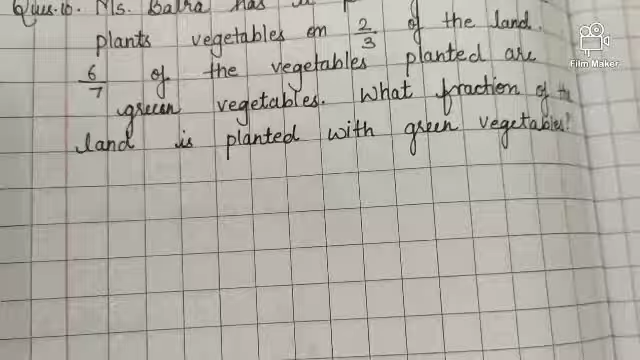 Ques.10. Ms. Balra has
plants vegetables on 2/3 of the land.
6/7 of the vegetables planted are
green vegetables. What fraction of the
land is planted with green vegetables?
Film Maker